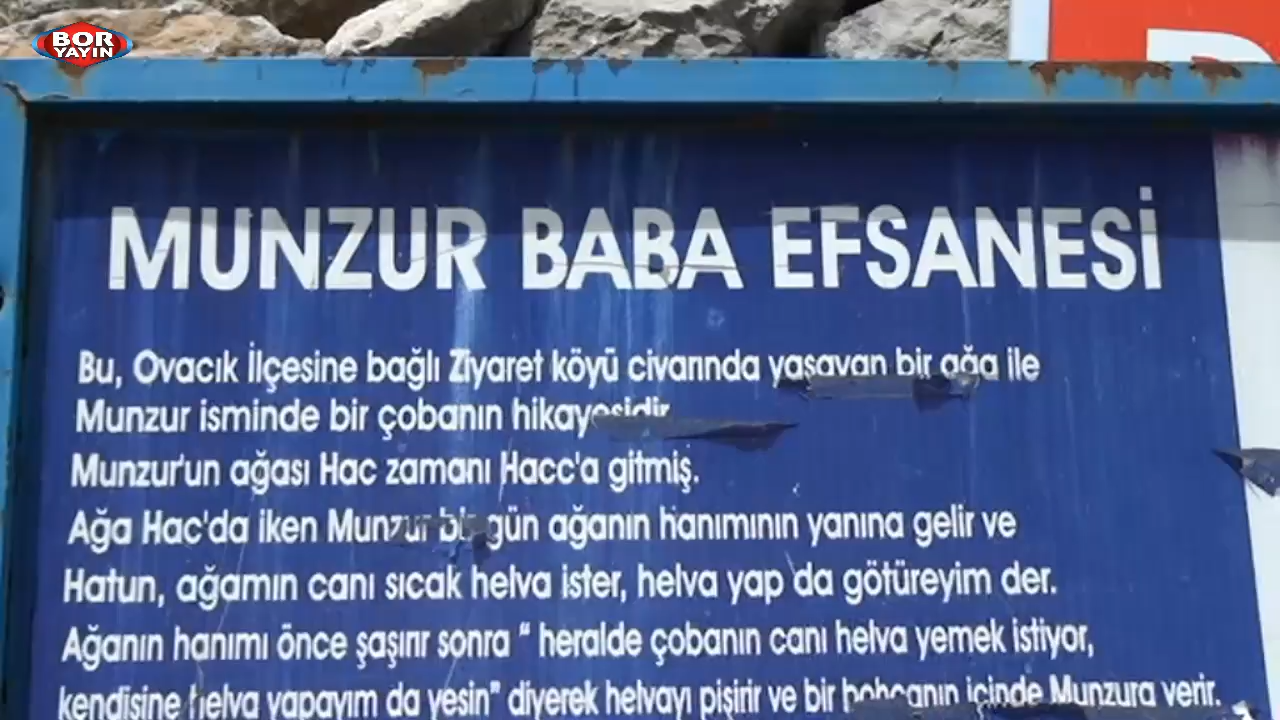 BOR
YAYIN
MUNZUR BABA EFSANESİ
Bu, Ovacık İlçesine bağlı Ziyaret köyü civarında yaşayan bir ağa ile
Munzur isminde bir çobanın hikayesidir
Munzur'un ağası Hac zamanı Hacc'a gitmiş.
Ağa Hac'da iken Munzur bir gün ağanın hanımının yanına gelir ve
Hatun, ağamın canı sıcak helva ister, helva yap da götüreyim der.
Ağanın hanımı önce şaşırır sonra “ heralde çobanın canı helva yemek istiyor,
kendisine helva yapayım da yesin” diyerek helvayı pişirir ve bir bohçanın içinde Munzura verir.